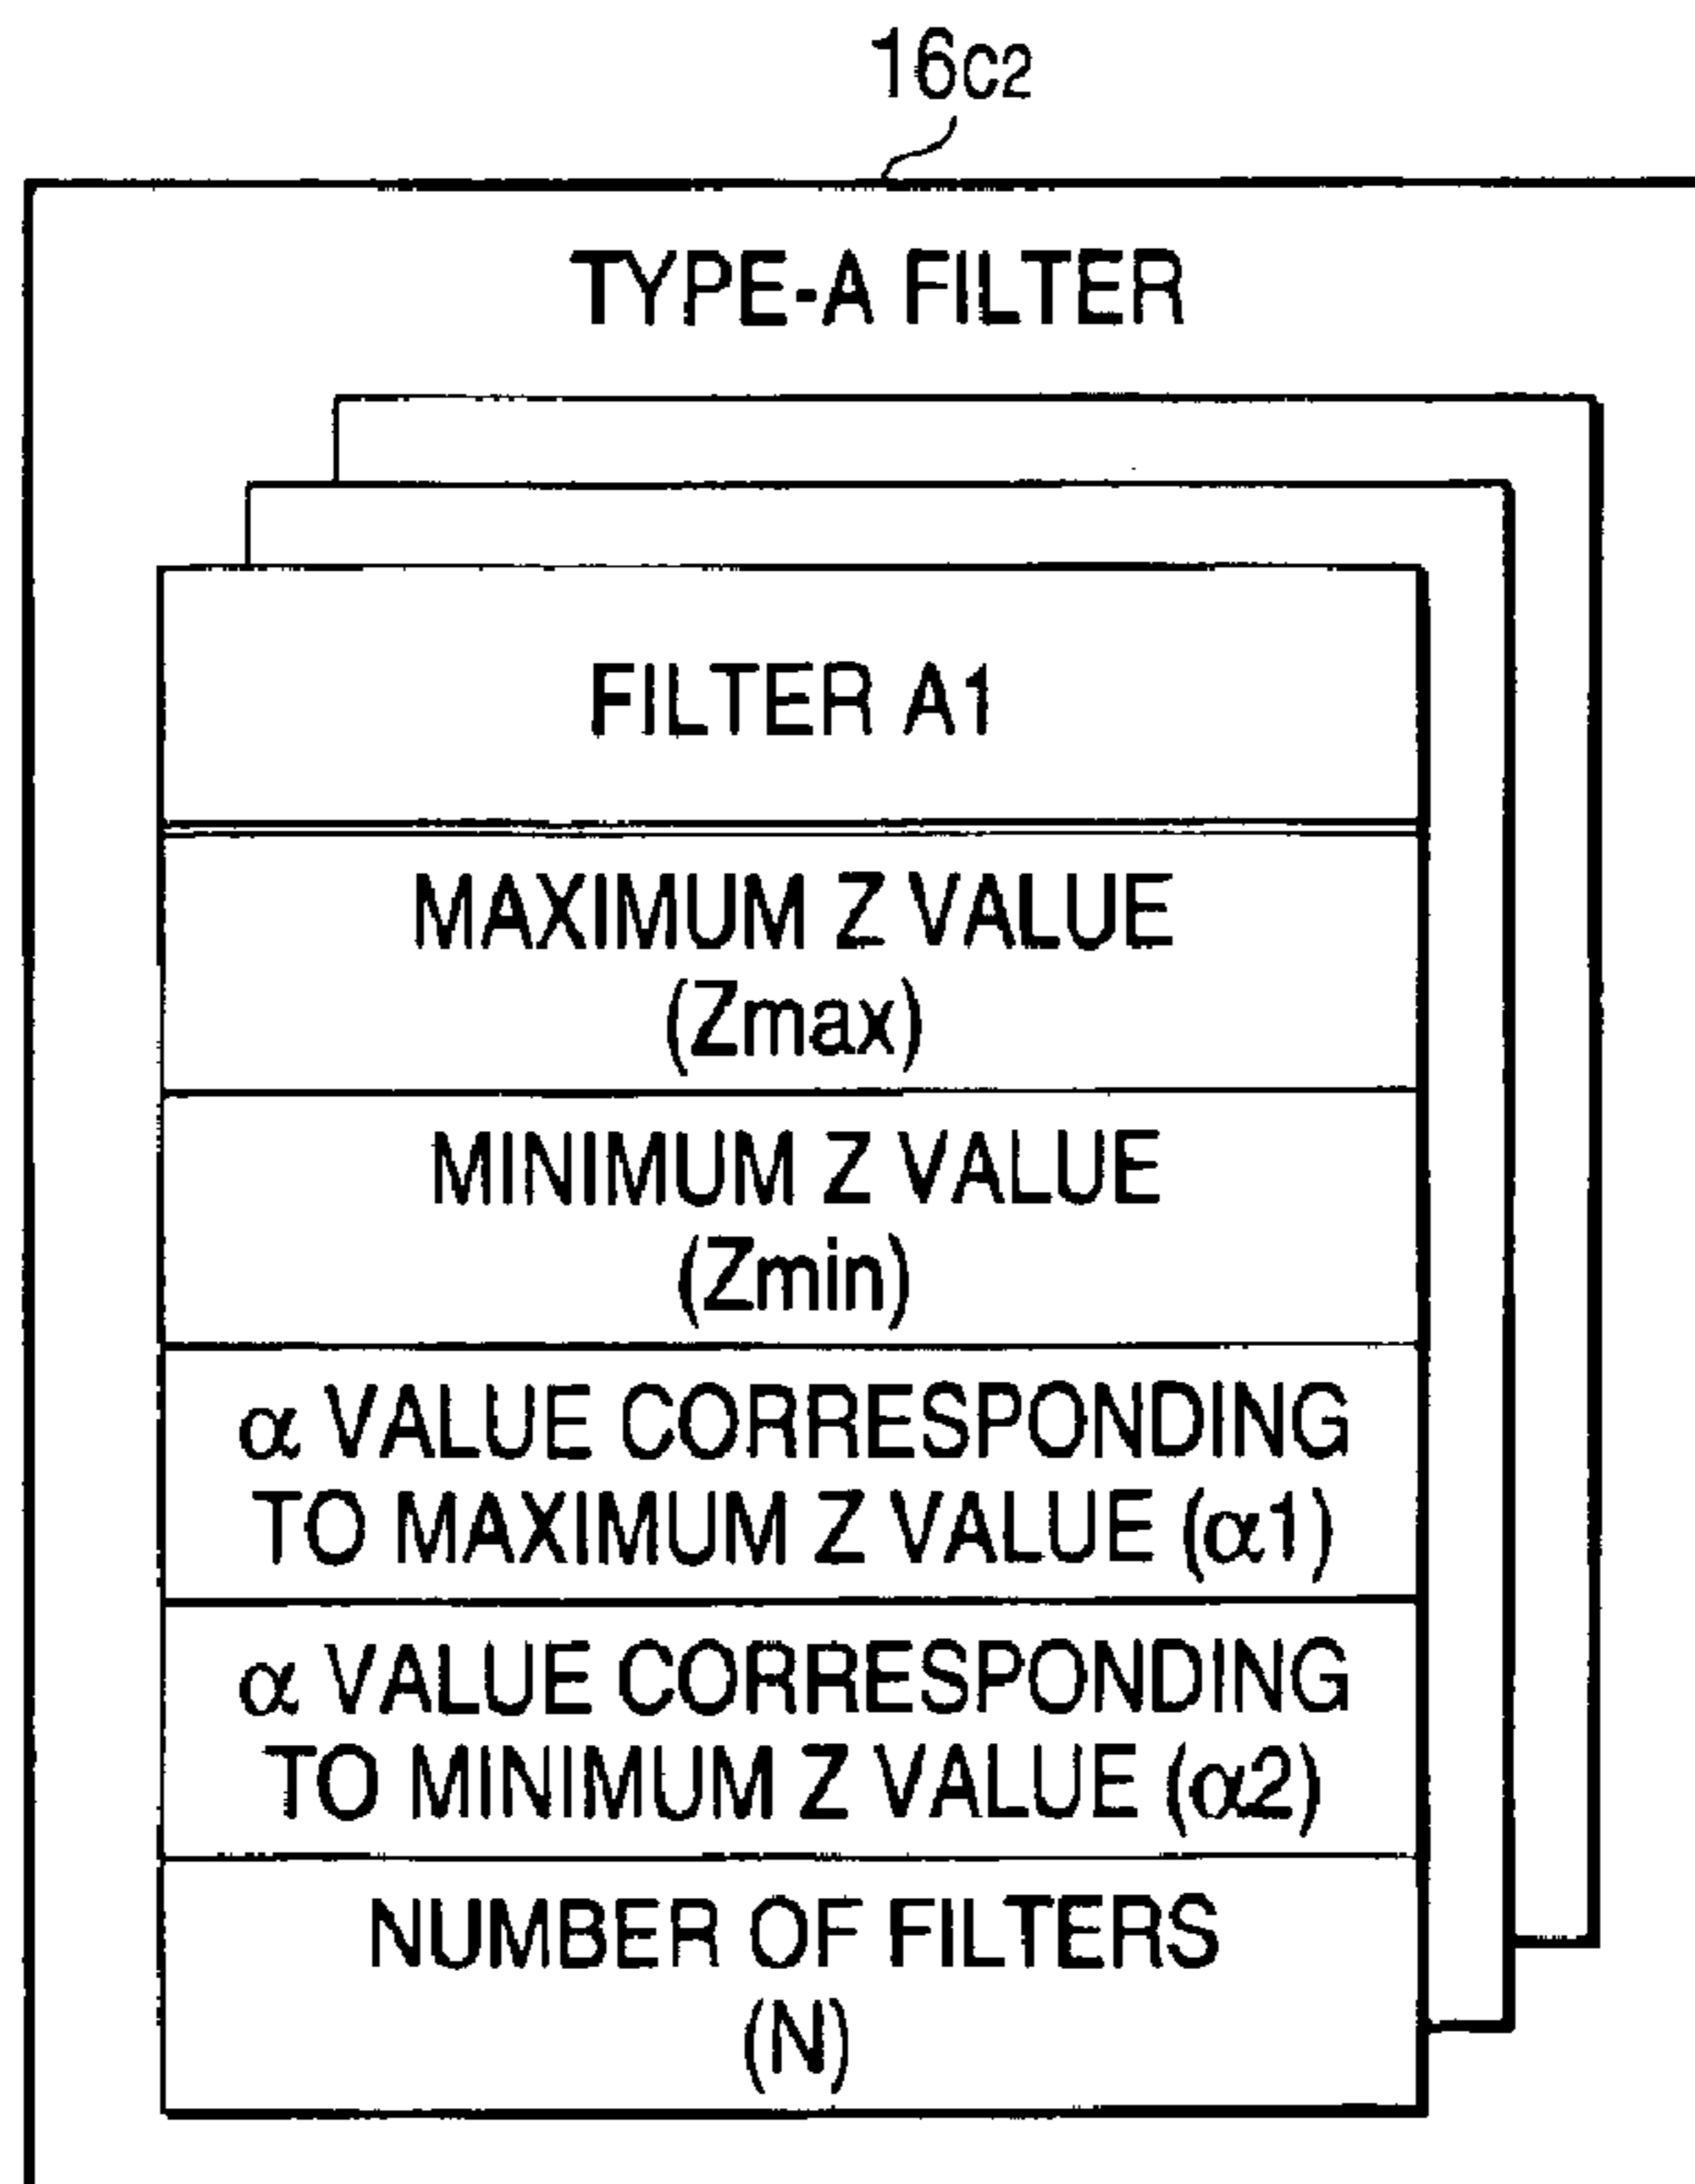 16c2
TYPE-A FILTER
FILTER A1
MAXIMUM Z VALUE
(Zmax)
MINIMUM Z VALUE
(Zmin)
α VALUE CORRESPONDING
TO MAXIMUM Z VALUE (α1)
α VALUE CORRESPONDING
TO MINIMUM Z VALUE (α2)
NUMBER OF FILTERS
(N)